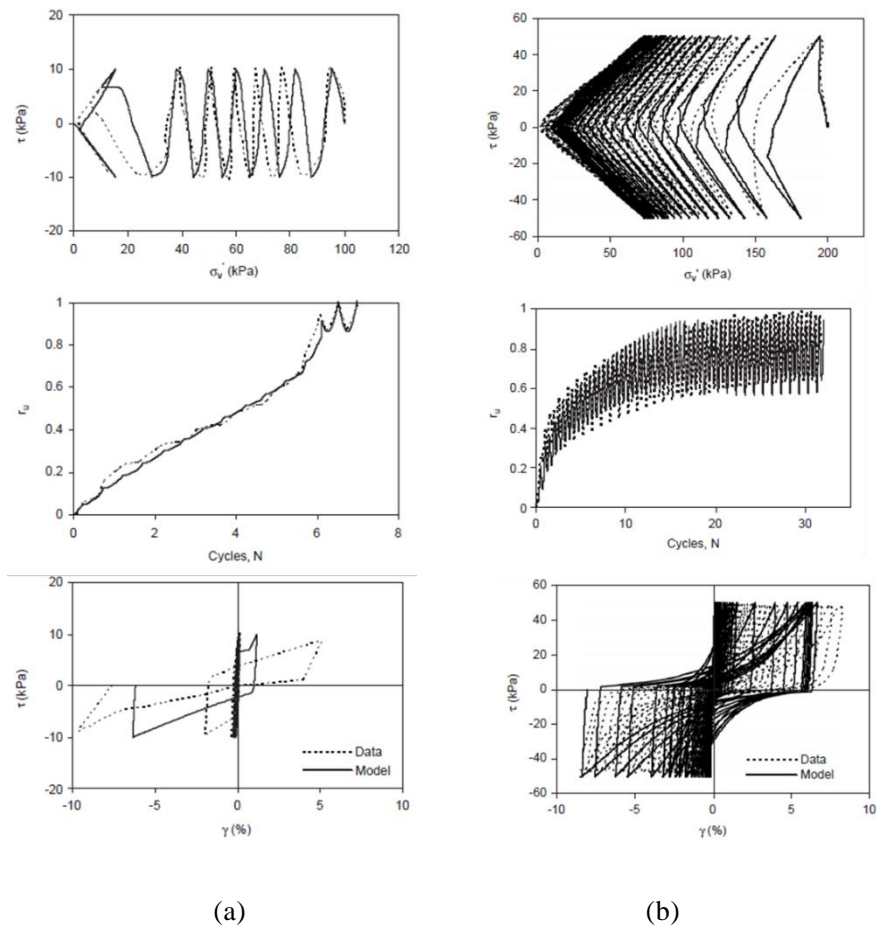 20
10
0
-10
-20
τ (kPa)
0 20 40 60 80 100 120
σv' (kPa)
60
40
20
0
-20
-40
-60
τ (kPa)
0 50 100 150 200
σv' (kPa)
1
0.8
0.6
0.4
0.2
0
ru
0 2 4 6 8
Cycles, N
1
0.8
0.6
0.4
0.2
0
ru
0 10 20 30
Cycles, N
20
10
0
-10
-20
τ (kPa)
Data
Model
-10 -5 0 5 10
γ (%)
60
40
20
0
-20
-40
-60
τ (kPa)
Data
Model
-10 -5 0 5 10
γ (%)
(a) (b)